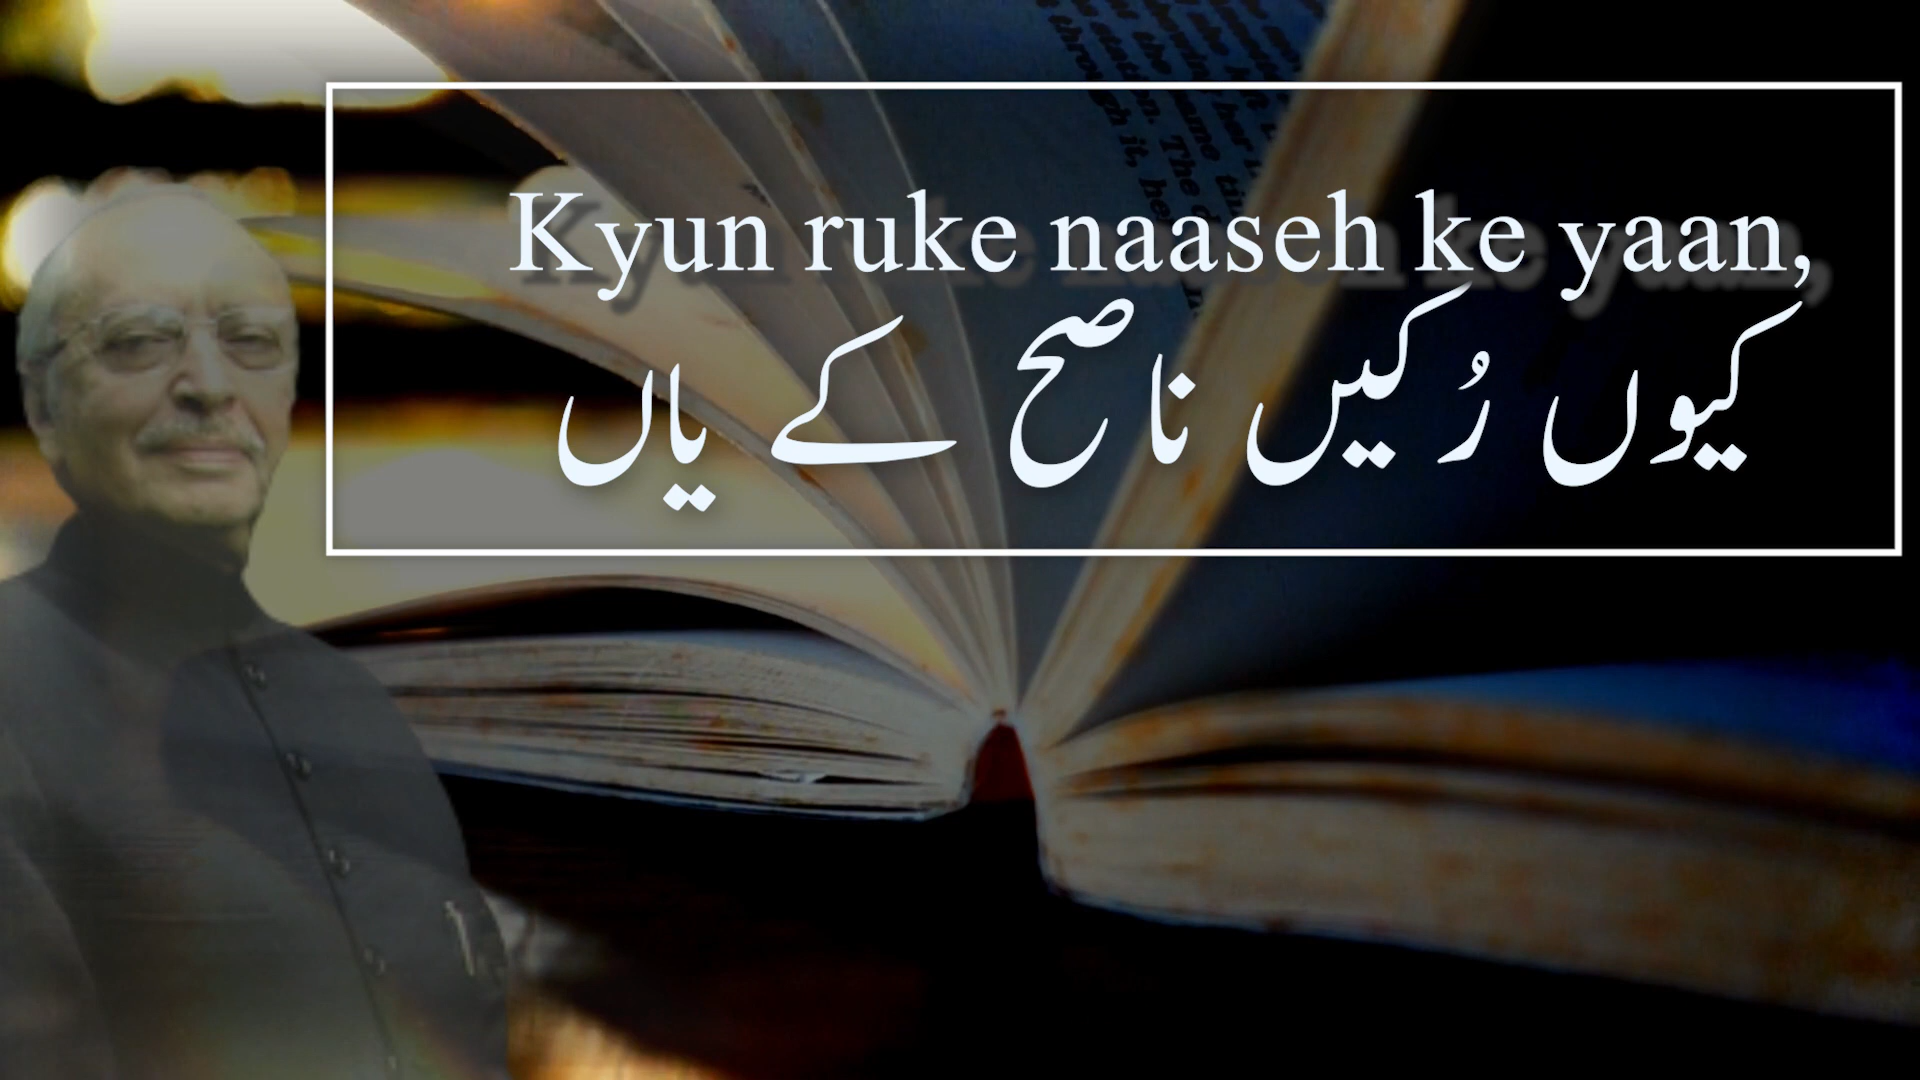 Kyun ruke naaseh ke yaan,
کیوں رُکیں ناصح کے یاں